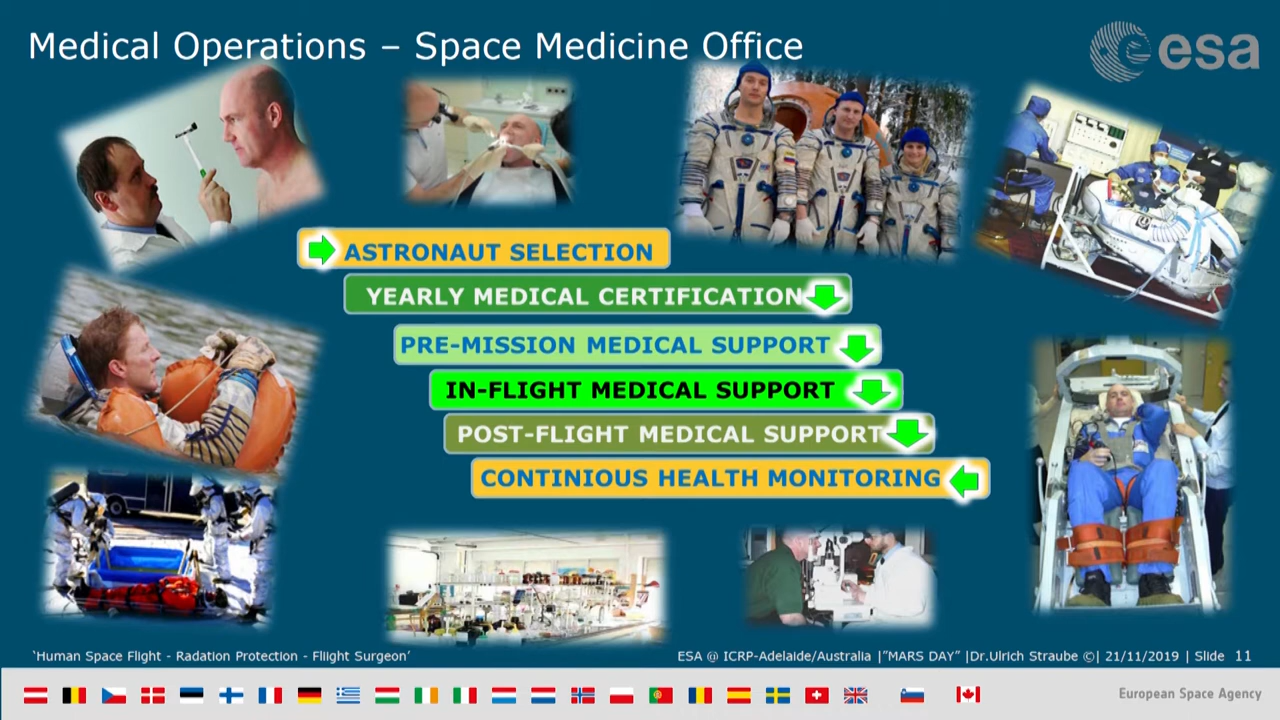 Medical Operations – Space Medicine Office
esa
ASTRONAUT SELECTION
YEARLY MEDICAL CERTIFICATION
PRE-MISSION MEDICAL SUPPORT
IN-FLIGHT MEDICAL SUPPORT
POST-FLIGHT MEDICAL SUPPORT
CONTINIOUS HEALTH MONITORING
‘Human Space Flight - Radation Protection - Fliight Surgeon’
ESA @ ICRP-Adelaide/Australia |”MARS DAY” |Dr.Ulrich Straube ©| 21/11/2019 | Slide 11
European Space Agency